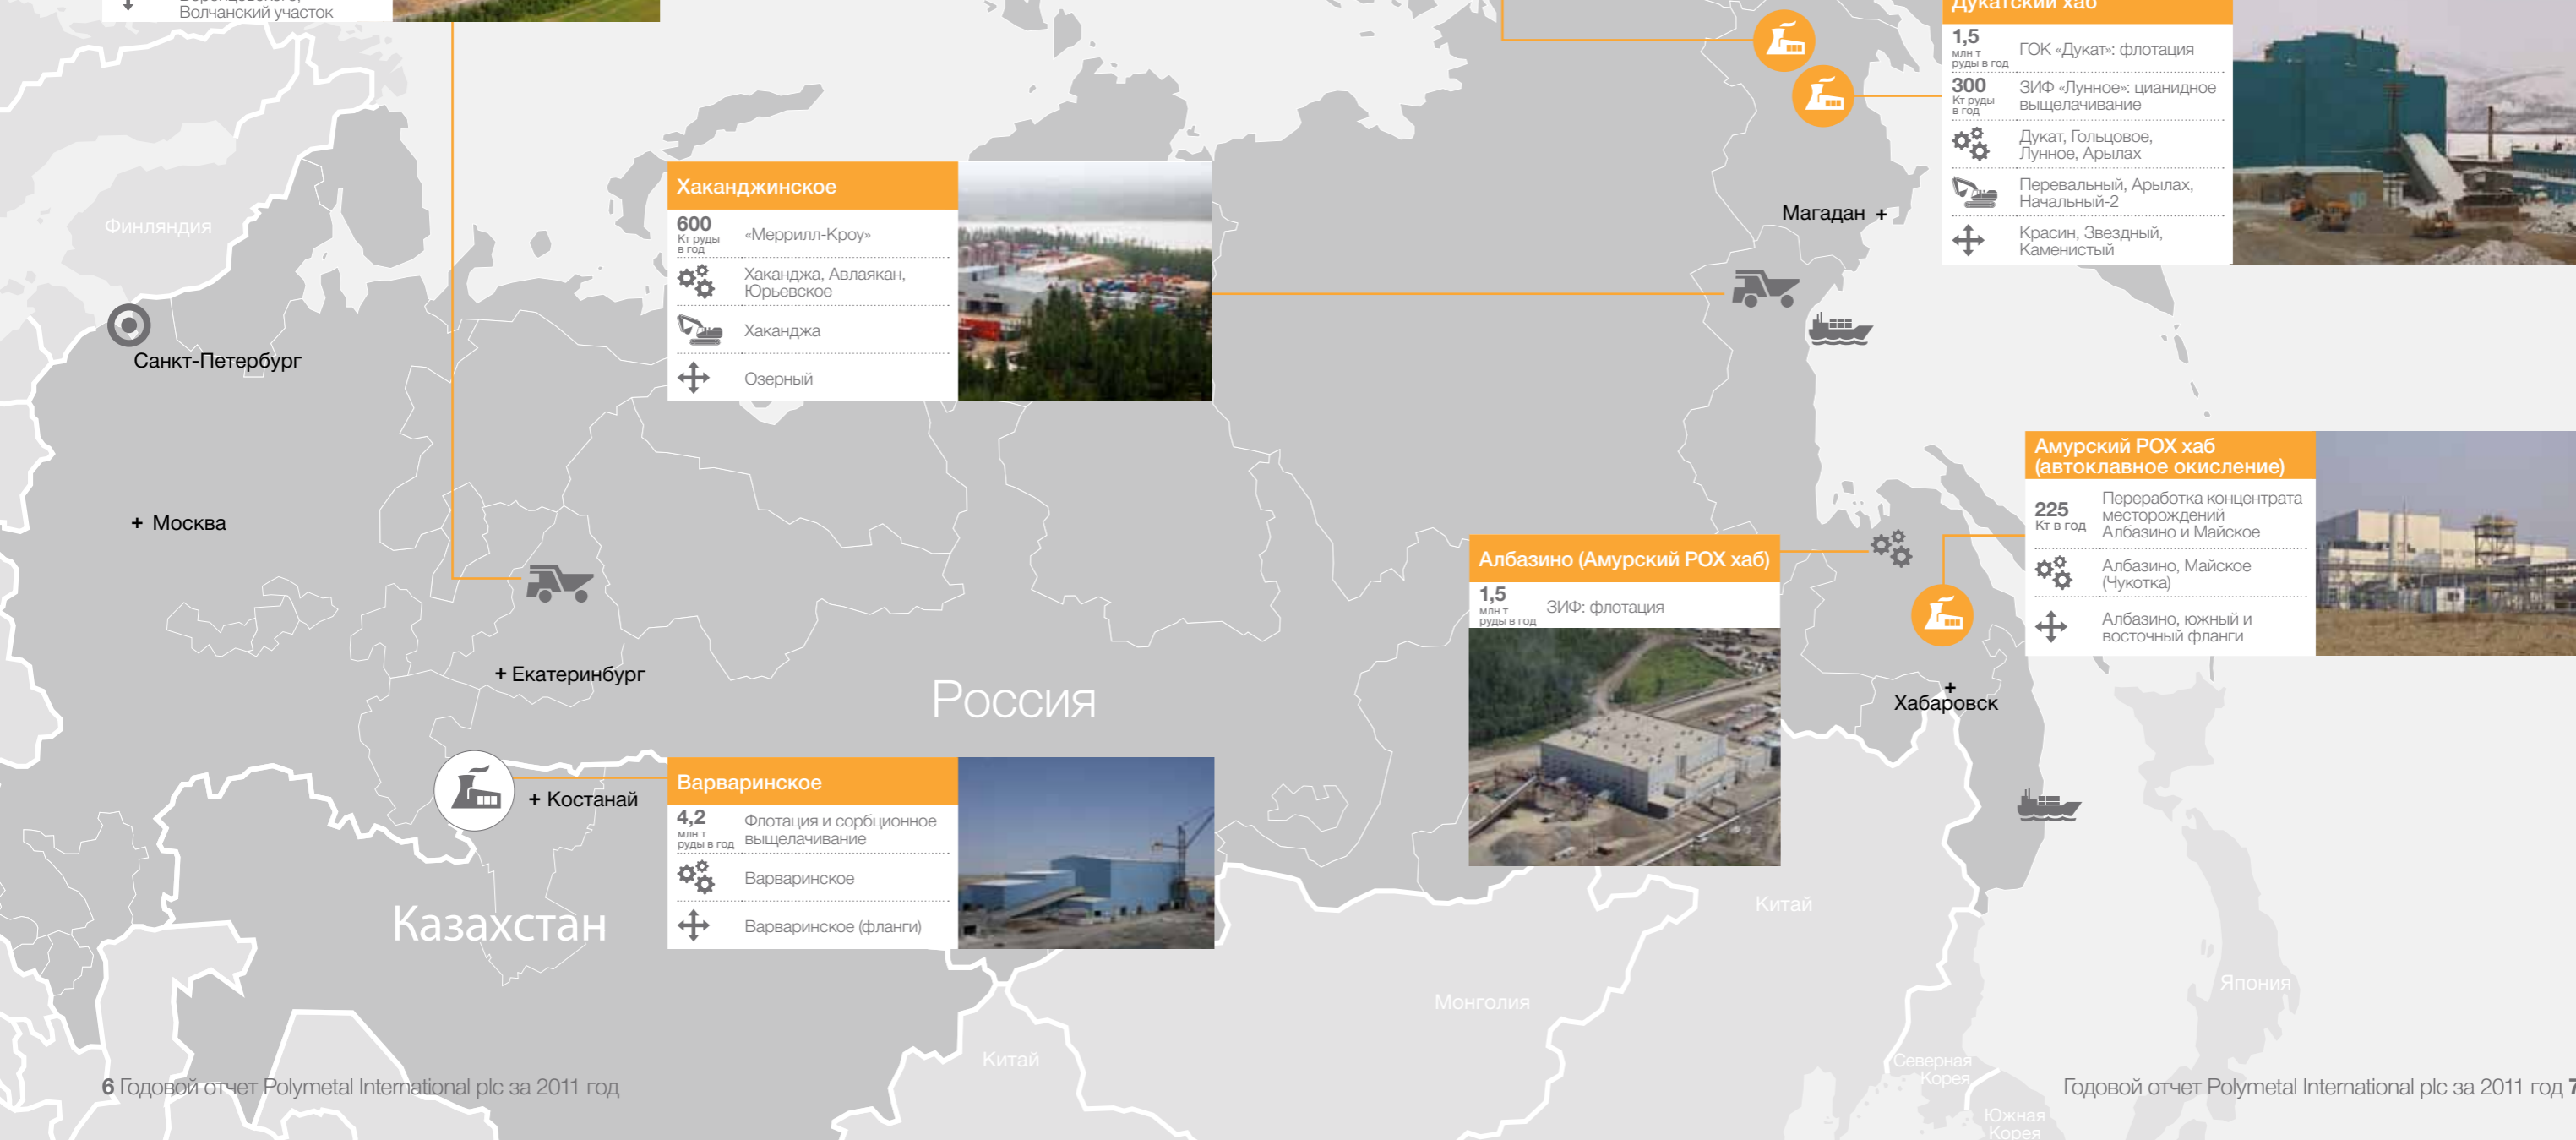 Волчанский участок
Дукатский хаб
1,5
млн т
руды в год
ГОК «Дукат»: флотация
300
Кт руды
в год
ЗИФ «Лунное»: цианидное
выщелачивание
Дукат, Гольцовое,
Лунное, Арылах
Перевальный, Арылах,
Начальный-2
Красин, Звездный,
Каменистый
Хаканджинское
600
Кт руды
в год
«Меррилл-Кроу»
Хаканджа, Авлаякан,
Юрьевское
Хаканджа
Озерный
Магадан
Финляндия
Санкт-Петербург
Москва
Екатеринбург
Россия
Костанай
Казахстан
Амурский POX хаб
(автоклавное окисление)
225
Кт в год
Переработка концентрата
месторождений
Албазино и Майское
Албазино, Майское
(Чукотка)
Албазино, южный и
восточный фланги
Албазино (Амурский POX хаб)
1,5
млн т
руды в год
ЗИФ: флотация
Хабаровск
Варваринское
4,2
млн т
руды в год
Флотация и сорбционное
выщелачивание
Варваринское
Варваринское (фланги)
Китай
Монголия
Япония
Китай
Северная
Корея
Южная
Корея
6 Годовой отчет Polymetal International plc за 2011 год
Годовой отчет Polymetal International plc за 2011 год 7